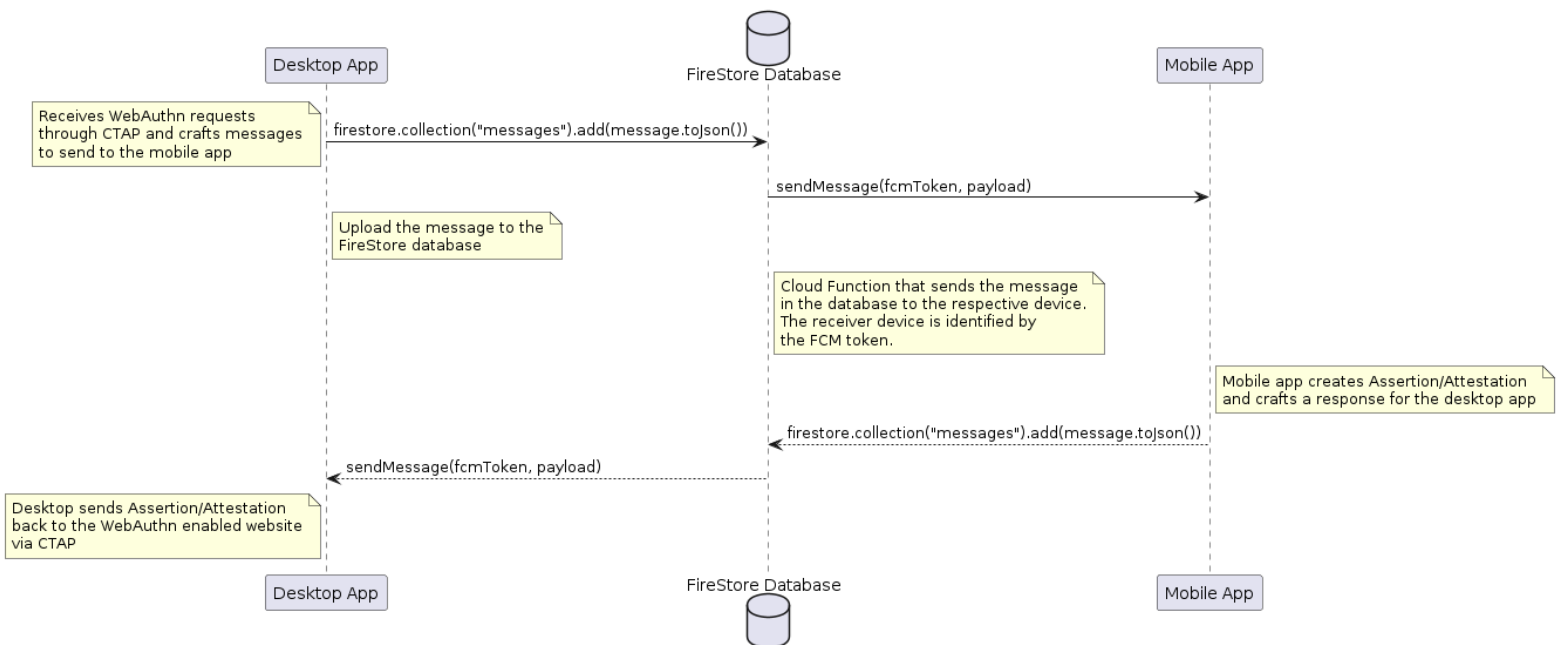 Desktop App
FireStore Database
Mobile App
Receives WebAuthn requests
through CTAP and crafts messages
to send to the mobile app
firestore.collection("messages").add(message.toJson())
sendMessage(fcmToken, payload)
Upload the message to the
FireStore database
Cloud Function that sends the message
in the database to the respective device.
The receiver device is identified by
the FCM token.
Mobile app creates Assertion/Attestation
and crafts a response for the desktop app
firestore.collection("messages").add(message.toJson())
sendMessage(fcmToken, payload)
Desktop sends Assertion/Attestation
back to the WebAuthn enabled website
via CTAP
Desktop App
FireStore Database
Mobile App